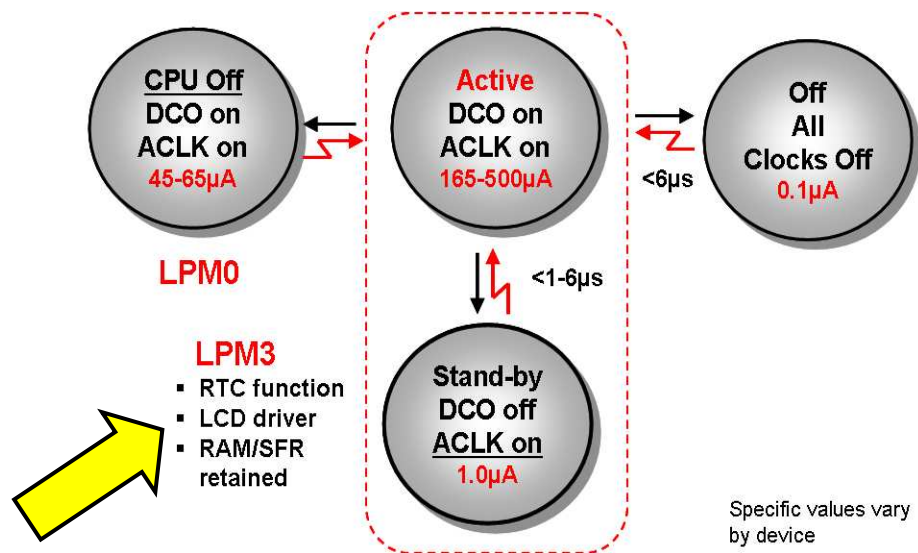 CPU Off
DCO on
ACLK on
45-65µA
LPM0
Active
DCO on
ACLK on
165-500µA
Off
All
Clocks Off
0.1µA
<6µs
<1-6µs
LPM3
▪ RTC function
▪ LCD driver
▪ RAM/SFR
retained
Stand-by
DCO off
ACLK on
1.0µA
Specific values vary
by device